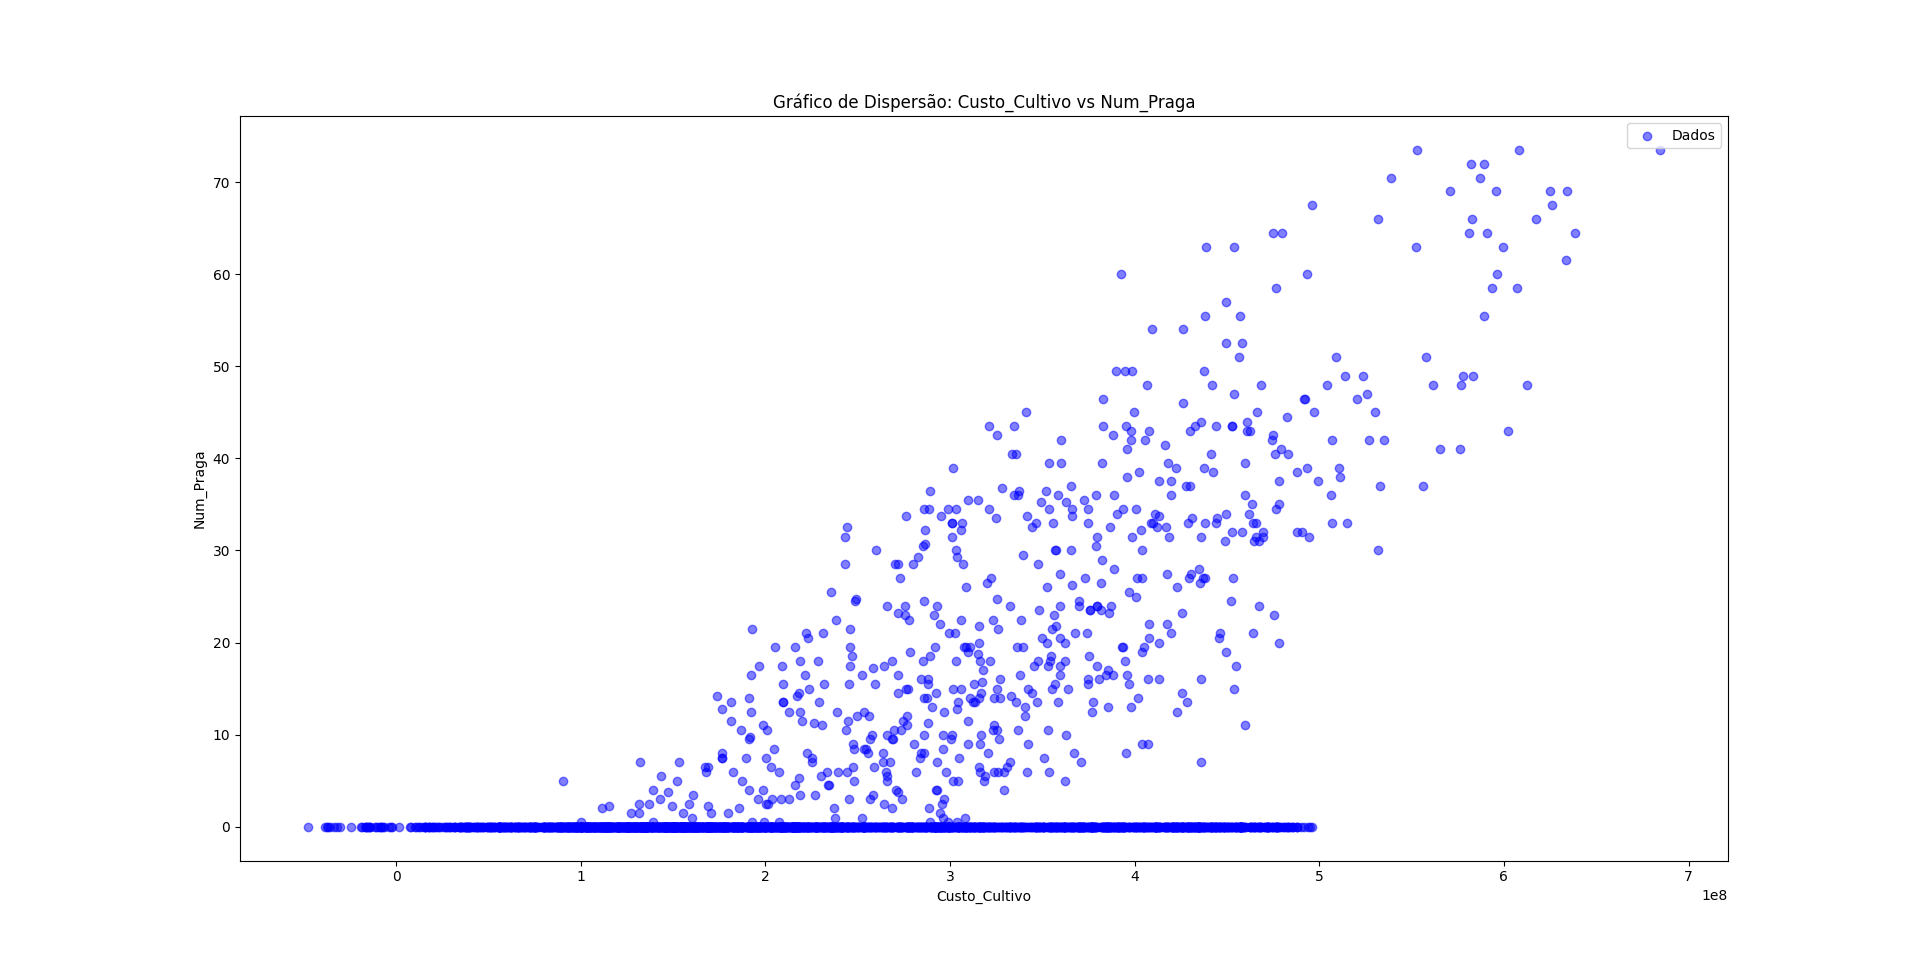 Gráfico de Dispersão: Custo_Cultivo vs Num_Praga
Dados
70
60
50
40
30
20
10
0
Num_Praga
0 1 2 3 4 5 6 7
1e8
Custo_Cultivo